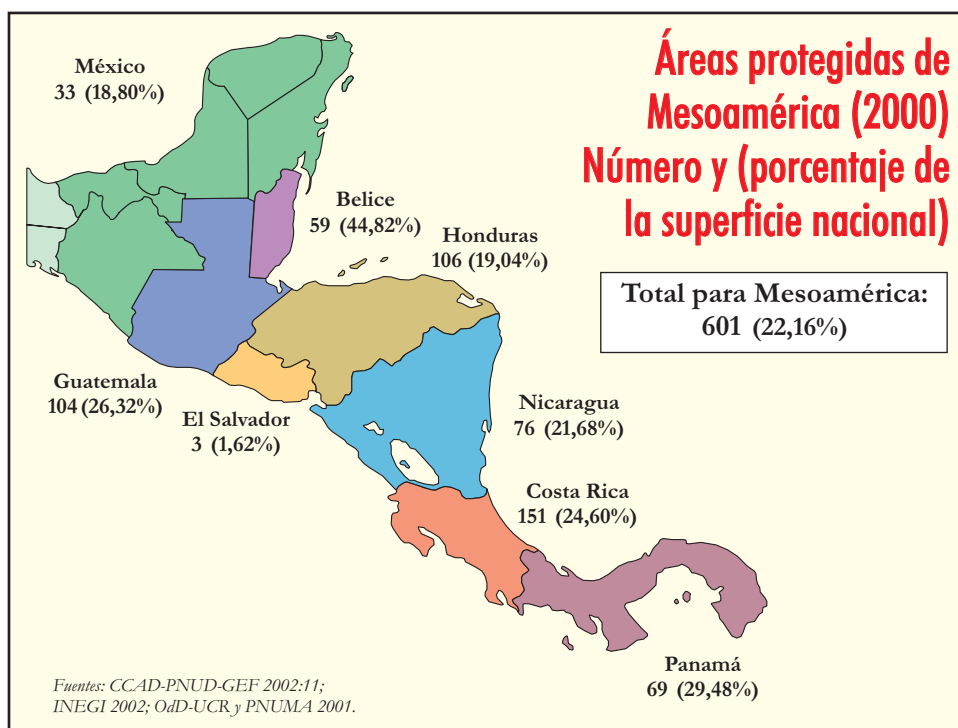 Áreas protegidas de
Mesoamérica (2000)
Número y (porcentaje de
la superficie nacional)
Total para Mesoamérica:
601 (22,16%)
México
33 (18,80%)
Belice
59 (44,82%)
Honduras
106 (19,04%)
Guatemala
104 (26,32%)
El Salvador
3 (1,62%)
Nicaragua
76 (21,68%)
Costa Rica
151 (24,60%)
Panamá
69 (29,48%)
Fuentes: CCAD-PNUD-GEF 2002:11;
INEGI 2002; OdD-UCR y PNUMA 2001.